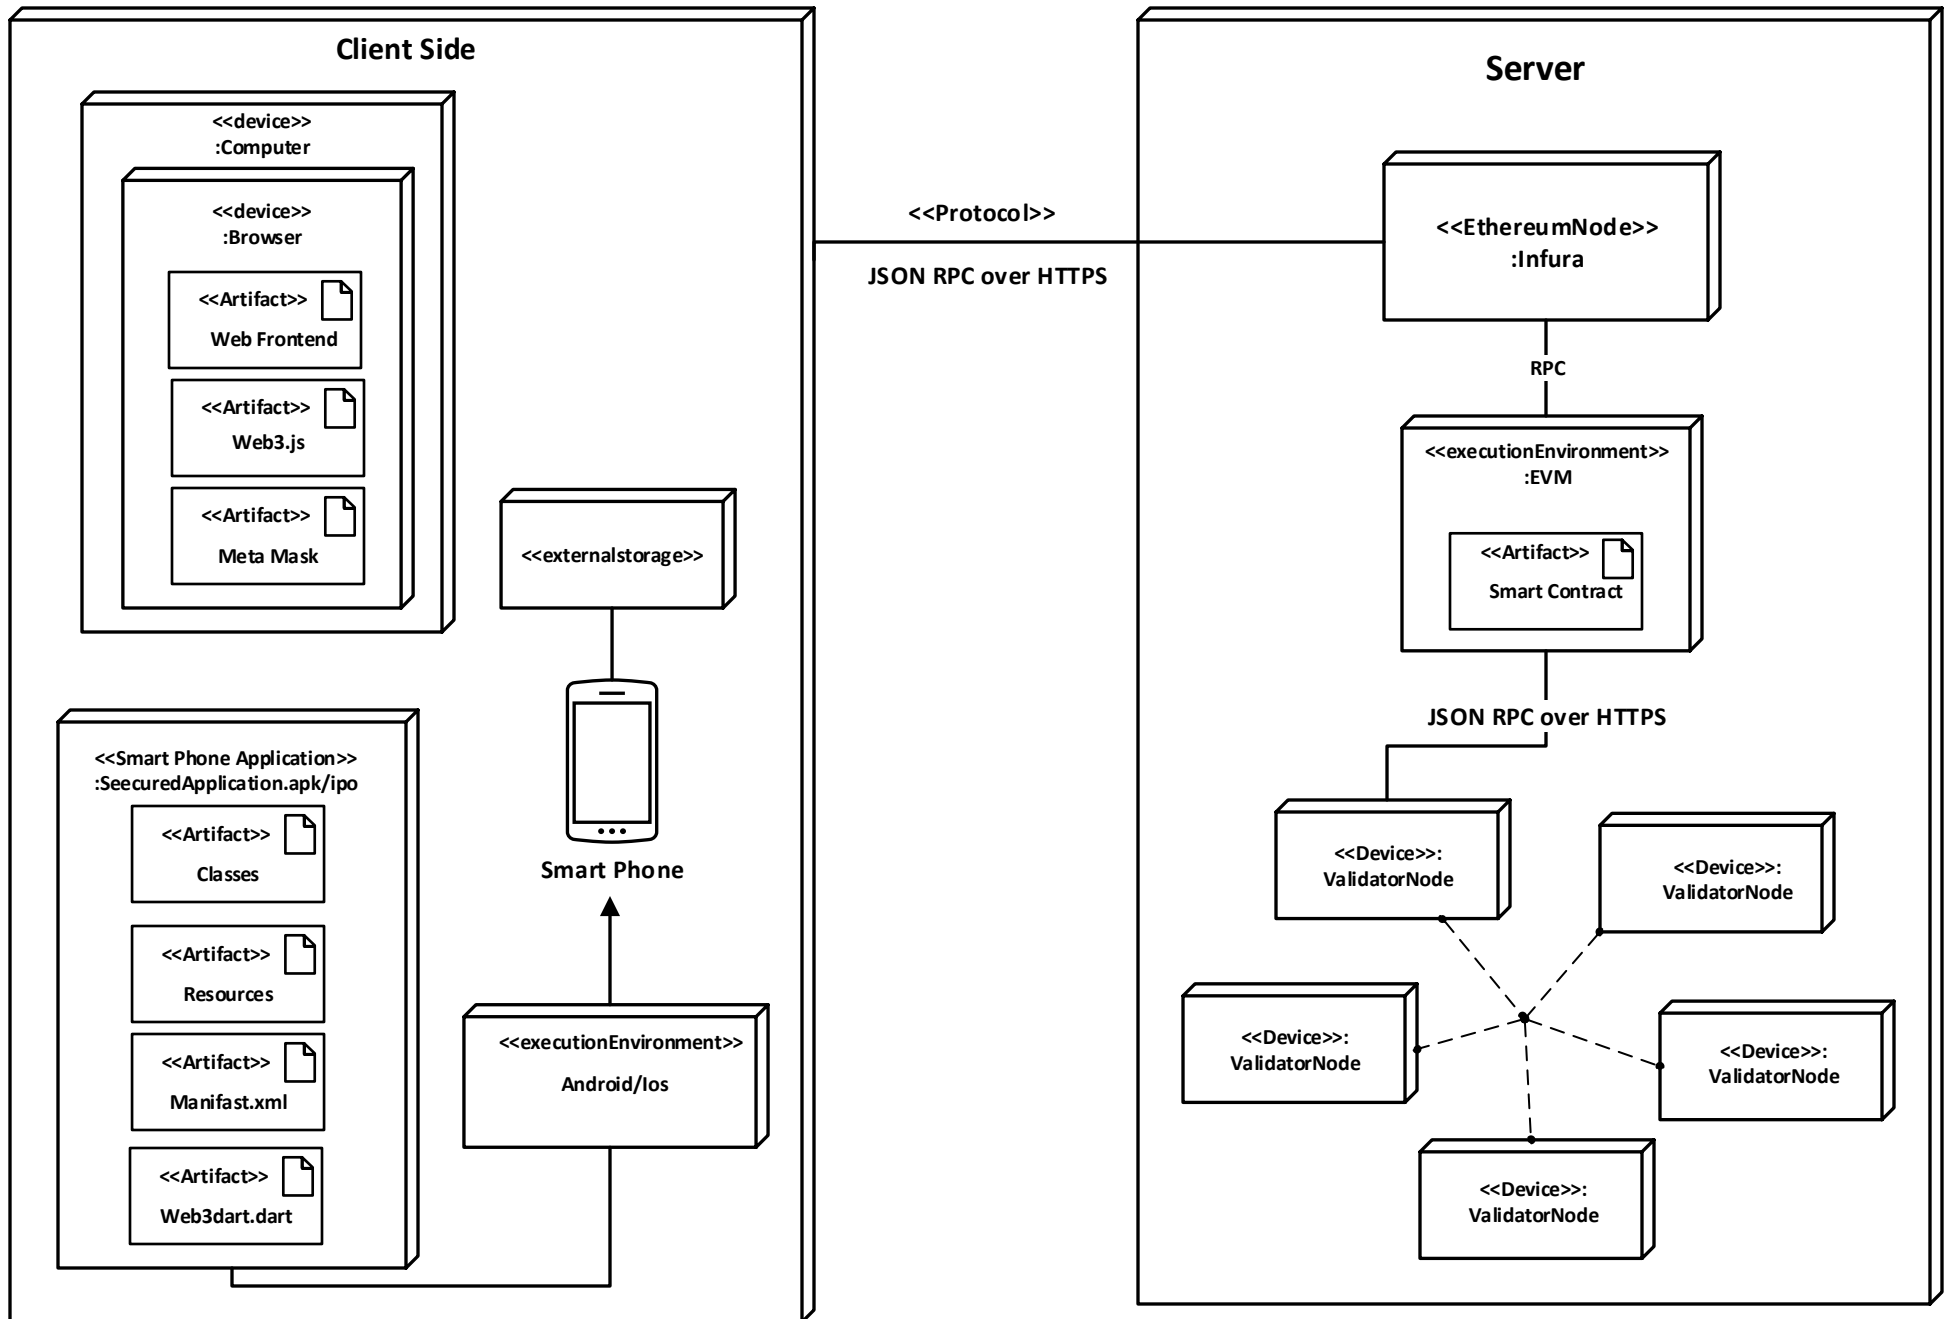 Client Side
<<device>>
:Computer
<<device>>
:Browser
<<Artifact>>
Web Frontend
<<Artifact>>
Web3.js
<<Artifact>>
Meta Mask
<<externalstorage>>
Smart Phone
<<Smart Phone Application>>
:SeecuredApplication.apk/ipo
<<Artifact>>
Classes
<<Artifact>>
Resources
<<Artifact>>
Manifast.xml
<<Artifact>>
Web3dart.dart
<<executionEnvironment>>
Android/Ios
<<Protocol>>
JSON RPC over HTTPS
Server
<<EthereumNode>>
:Infura
RPC
<<executionEnvironment>>
:EVM
<<Artifact>>
Smart Contract
JSON RPC over HTTPS
<<Device>>:
ValidatorNode
<<Device>>:
ValidatorNode
<<Device>>:
ValidatorNode
<<Device>>:
ValidatorNode
<<Device>>:
ValidatorNode